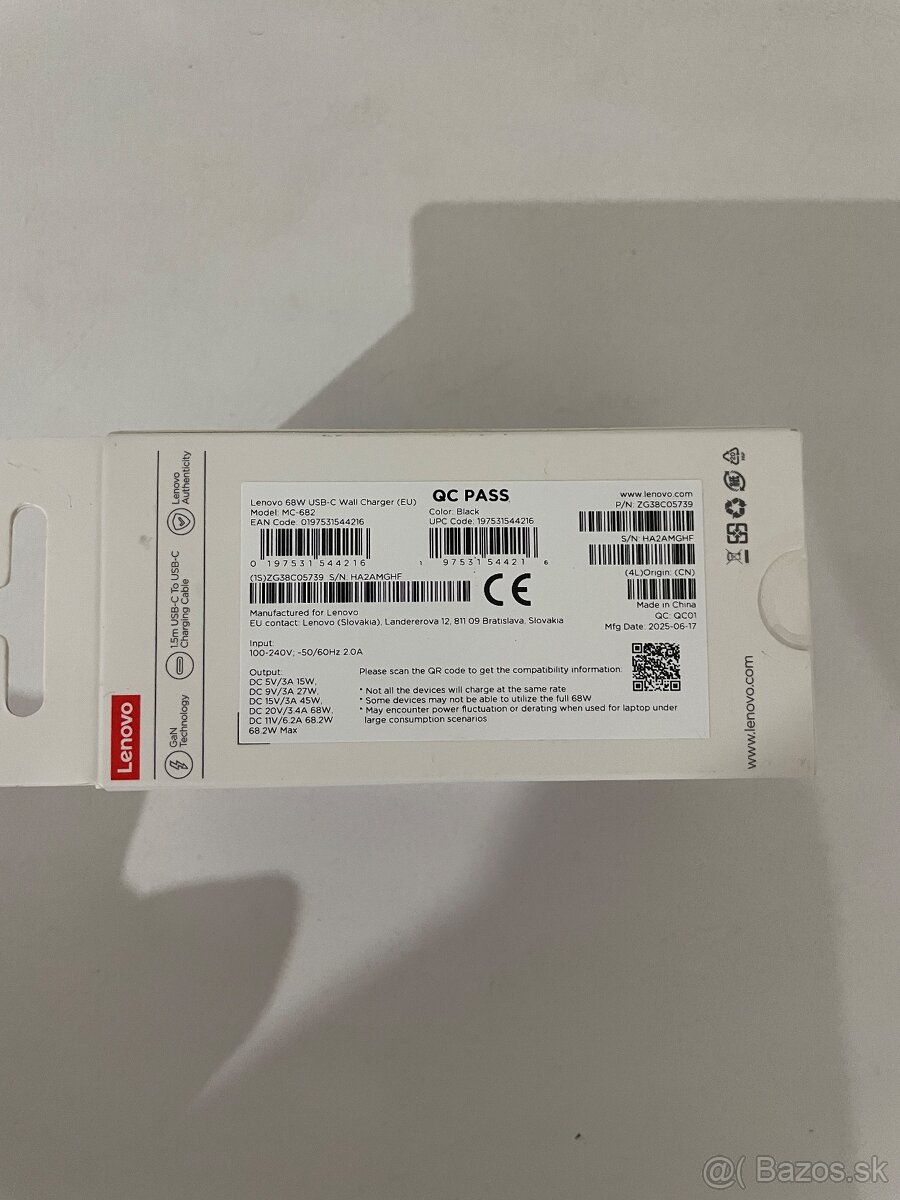 Lenovo
GaN
Technology
1.5m USB-C To USB-C
Charging Cable
Lenovo
Authenticity
Lenovo 68W USB-C Wall Charger (EU)
Model: MC-682
EAN Code: 0197531544216
0 197531 544216
QC PASS
Color: Black
UPC Code: 197531544216
1 97531 54421 6
www.lenovo.com
P/N: ZG38C05739
S/N: HA2AMGHF
(4L)Origin: (CN)
Made in China
QC: QC01
Mfg Date: 2025-06-17
(1S)ZG38C05739 S/N: HA2AMGHF
CE
Manufactured for Lenovo
EU contact: Lenovo (Slovakia), Landererova 12, 811 09 Bratislava, Slovakia
Input:
100-240V; ~50/60Hz 2.0A
Output:
DC 5V/3A 15W,
DC 9V/3A 27W,
DC 15V/3A 45W,
DC 20V/3.4A 68W,
DC 11V/6.2A 68.2W
68.2W Max
Please scan the QR code to get the compatibility information:
* Not all the devices will charge at the same rate
* Some devices may not be able to utilize the full 68W
* May encounter power fluctuation or derating when used for laptop under
large consumption scenarios
www.lenovo.com
@( Bazos.sk